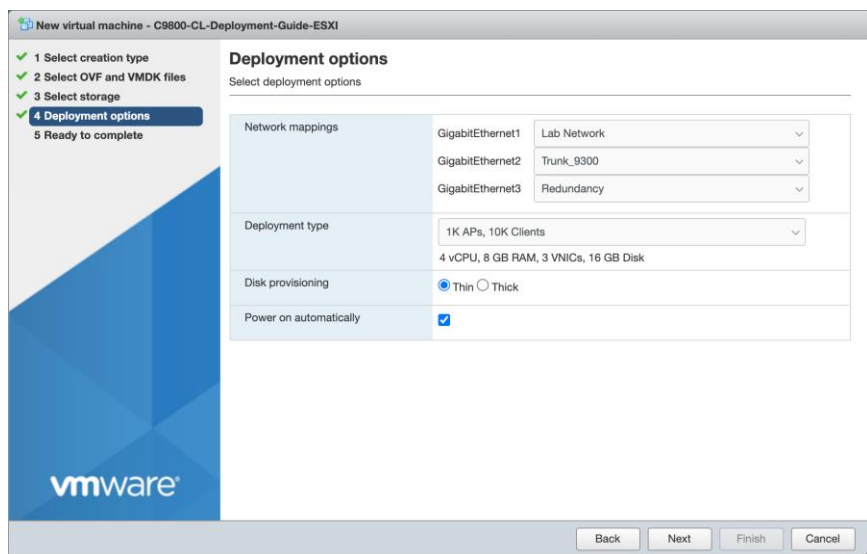 New virtual machine - C9800-CL-Deployment-Guide-ESXI
1 Select creation type
2 Select OVF and VMDK files
3 Select storage
4 Deployment options
5 Ready to complete
Deployment options
Select deployment options
Network mappings
GigabitEthernet1 Lab Network
GigabitEthernet2 Trunk_9300
GigabitEthernet3 Redundancy
Deployment type
1K APs, 10K Clients
4 vCPU, 8 GB RAM, 3 VNICs, 16 GB Disk
Disk provisioning
Thin Thick
Power on automatically
vmware®
Back Next Finish Cancel